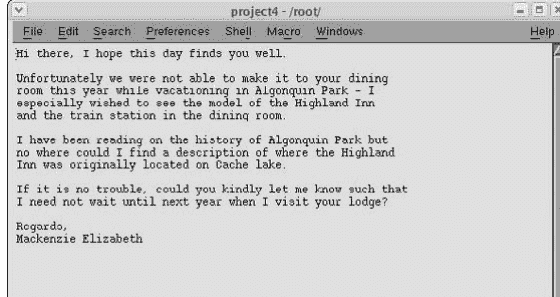 project4 - /root/
File Edit Search Preferences Shell Macro Windows Help
Hi there, I hope this day finds you well.
Unfortunately we were not able to make it to your dining
room this year while vacationing in Algonquin Park - I
especially wished to see the model of the Highland Inn
and the train station in the dining room.
I have been reading on the history of Algonquin Park but
no where could I find a description of where the Highland
Inn was originally located on Cache lake.
If it is no trouble, could you kindly let me know such that
I need not wait until next year when I visit your lodge?
Regards,
Mackenzie Elizabeth